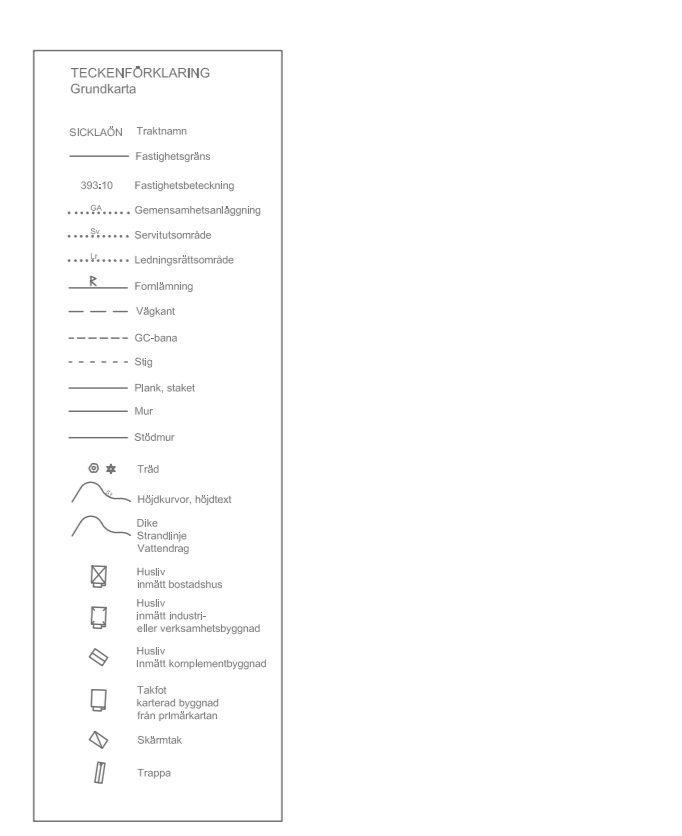 TECKENFÖRKLARING
Grundkarta
SICKLAÖN Traktnamn
Fastighetsgräns
393:10 Fastighetsbeteckning
GA Gemensamhetsanläggning
Sv Servitutsområde
Lr Ledningsrättsområde
R Fornlämning
Vägkant
GC-bana
Stig
Plank, staket
Mur
Stödmur
Träd
Höjdkurvor, höjdtext
Dike
Strandlinje
Vattendrag
Husliv
inmätt bostadshus
Husliv
inmätt industri-
eller verksamhetsbyggnad
Husliv
Inmätt komplementbyggnad
Takfot
karterad byggnad
från primärkartan
Skärmtak
Trappa